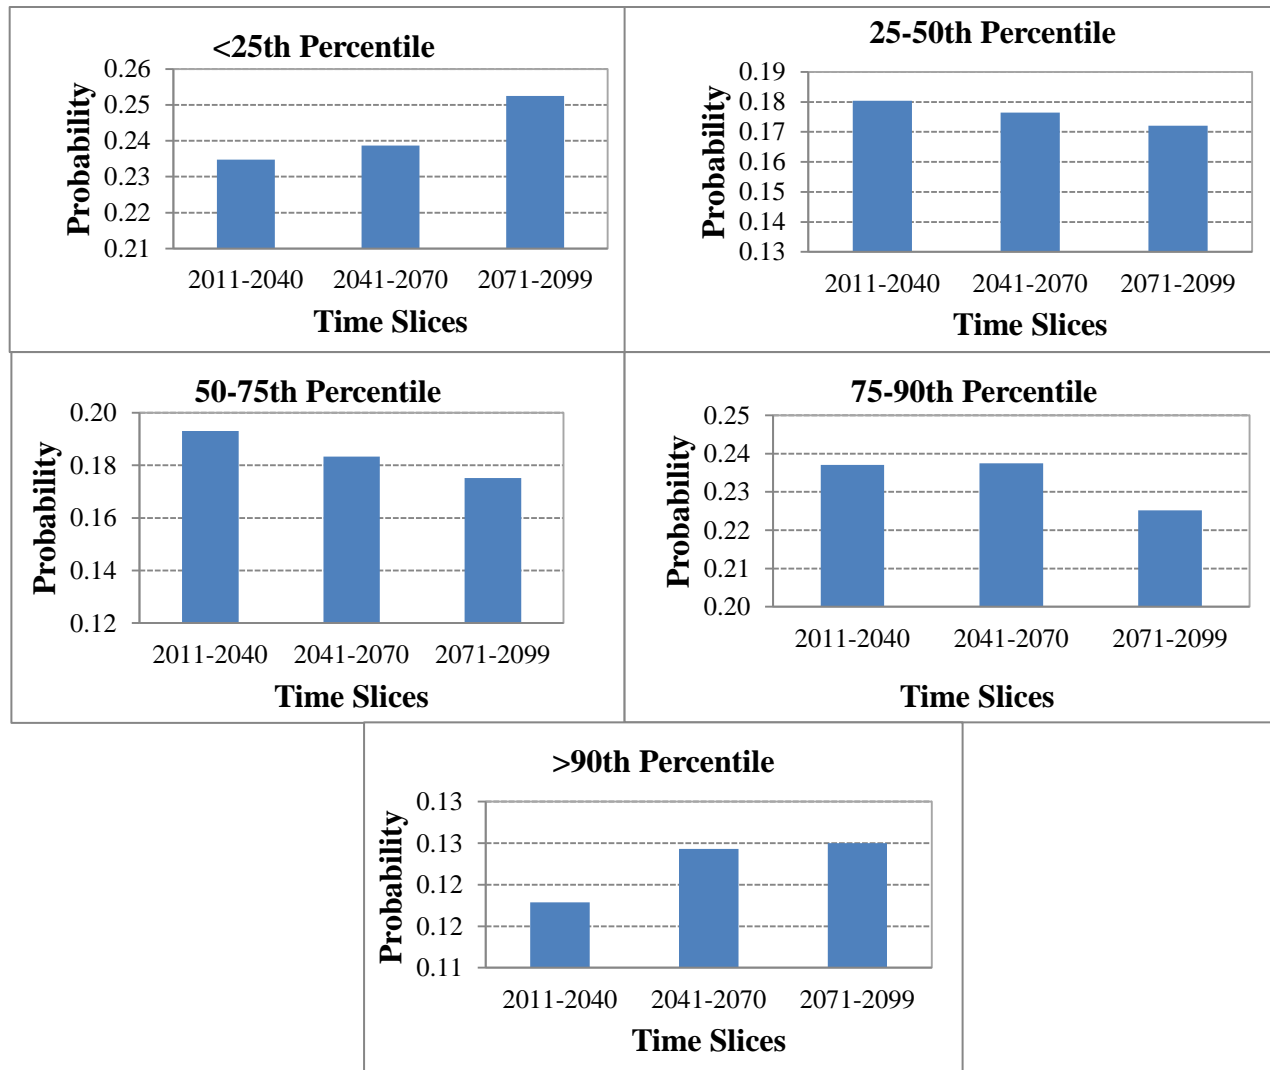 <25th Percentile
0.26
0.25
0.24
0.23
0.22
0.21
Probability
2011-2040 2041-2070 2071-2099
Time Slices
25-50th Percentile
0.19
0.18
0.17
0.16
0.15
0.14
0.13
Probability
2011-2040 2041-2070 2071-2099
Time Slices
50-75th Percentile
0.20
0.18
0.16
0.14
0.12
Probability
2011-2040 2041-2070 2071-2099
Time Slices
75-90th Percentile
0.25
0.24
0.23
0.22
0.21
0.20
Probability
2011-2040 2041-2070 2071-2099
Time Slices
>90th Percentile
0.13
0.13
0.12
0.12
0.11
Probability
2011-2040 2041-2070 2071-2099
Time Slices